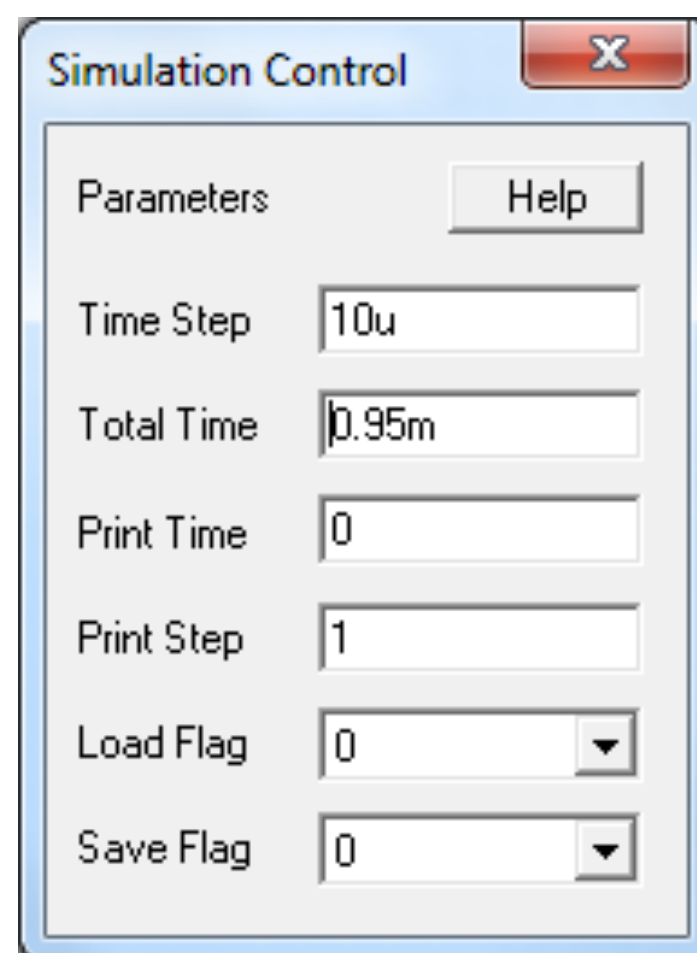 Simulation Control
Parameters Help
Time Step 10u
Total Time 0.95m
Print Time 0
Print Step 1
Load Flag 0
Save Flag 0